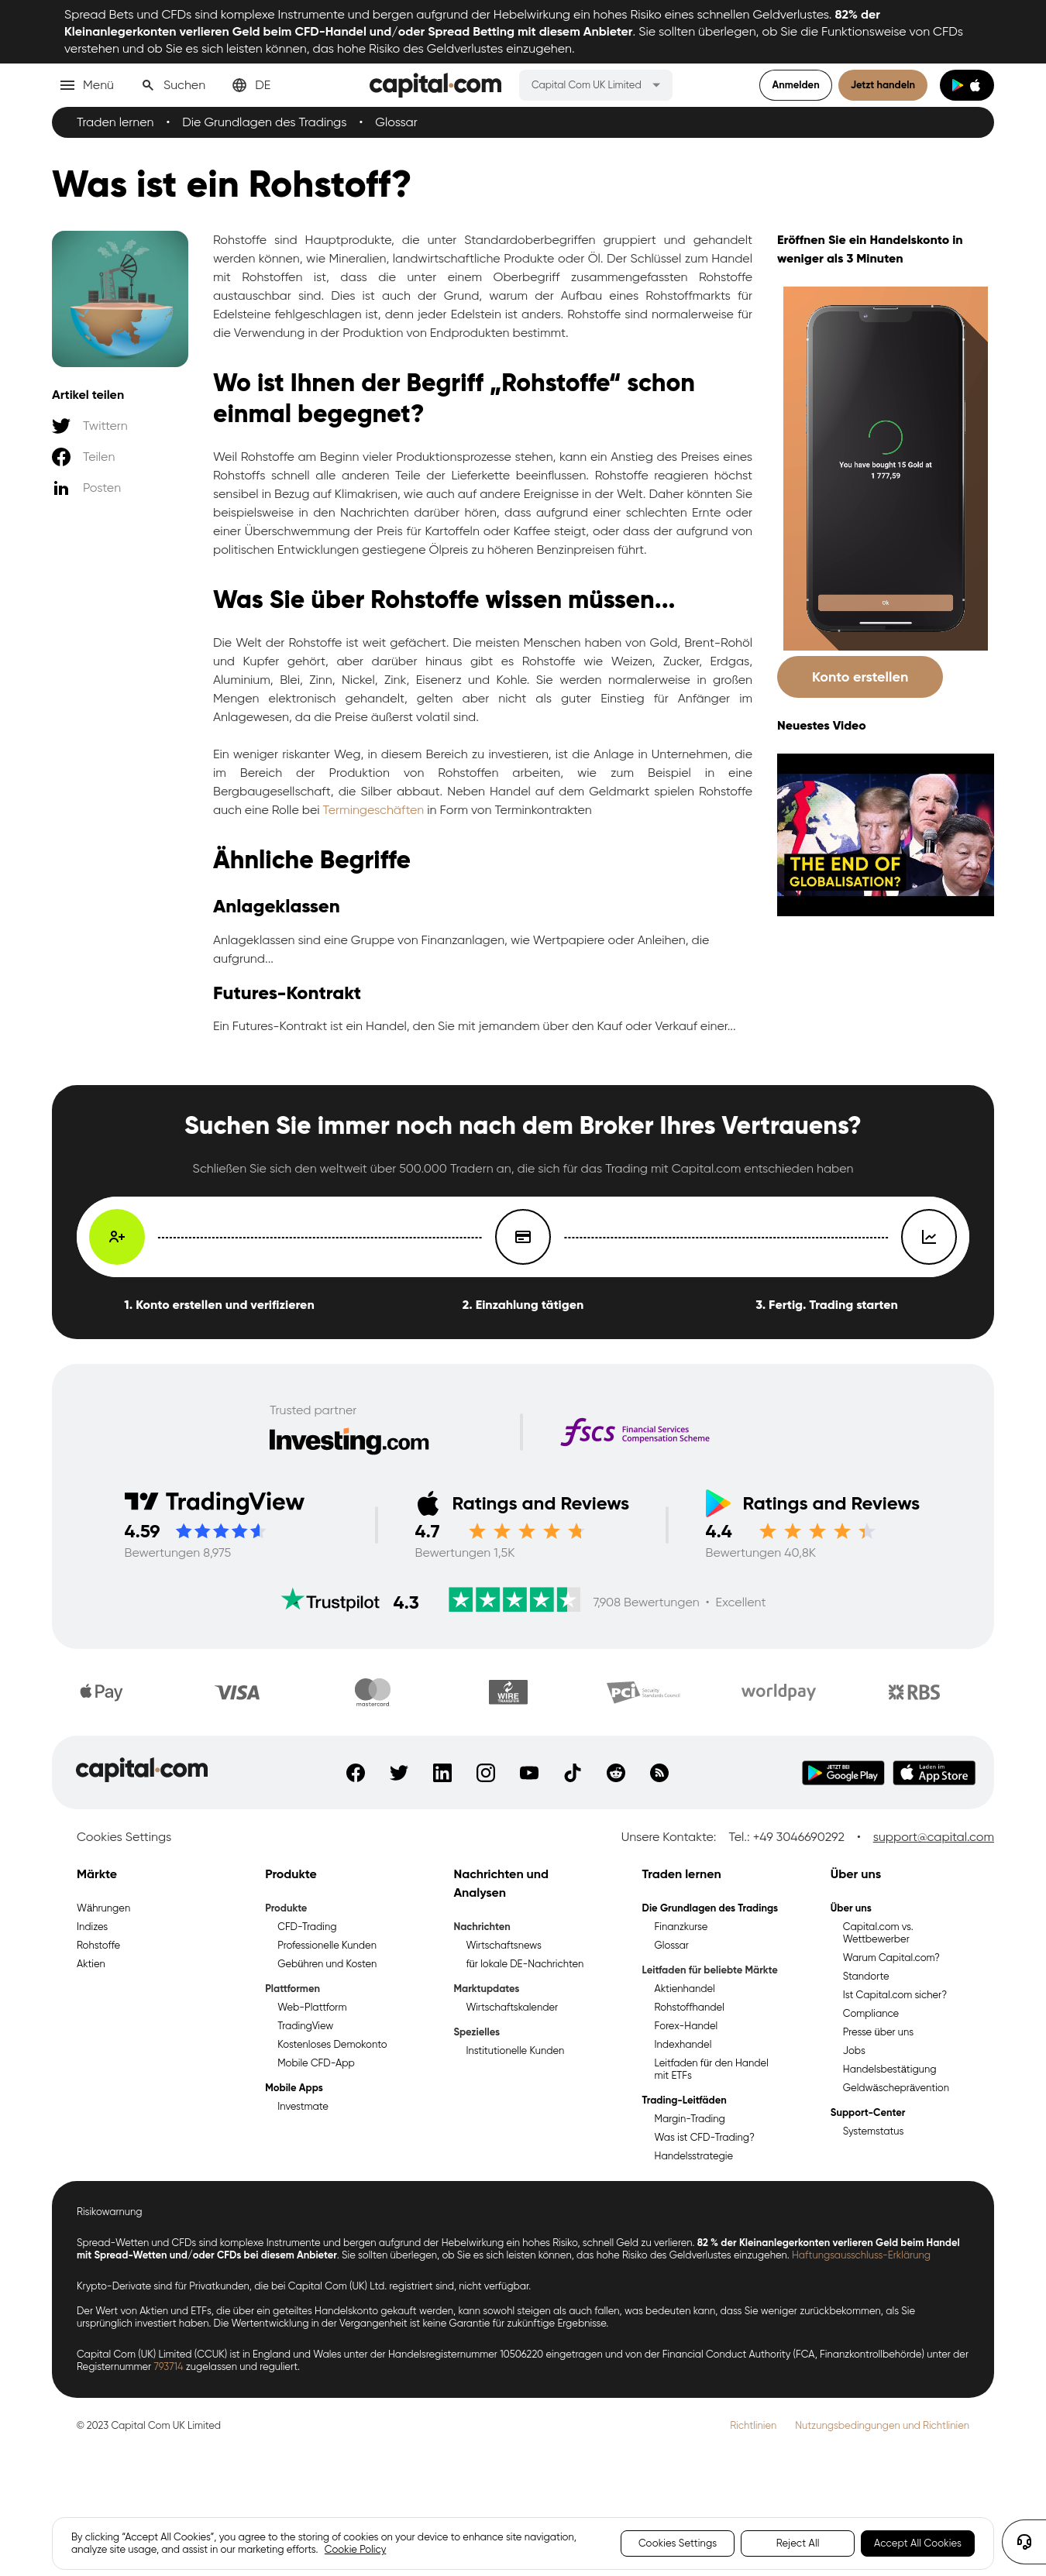 Spread Bets und CFDs sind komplexe Instrumente und bergen aufgrund der Hebelwirkung ein hohes Risiko eines schnellen Geldverlustes. 82% der
Kleinanlegerkonten verlieren Geld beim CFD-Handel und/oder Spread Betting mit diesem Anbieter. Sie sollten überlegen, ob Sie die Funktionsweise von CFDs
verstehen und ob Sie es sich leisten können, das hohe Risiko des Geldverlustes einzugehen.
Menü Suchen DE capital.com Capital Com UK Limited Anmelden Jetzt handeln
Traden lernen • Die Grundlagen des Tradings • Glossar
Was ist ein Rohstoff?
Artikel teilen
Twittern
Teilen
Posten
Rohstoffe sind Hauptprodukte, die unter Standardoberbegriffen gruppiert und gehandelt
werden können, wie Mineralien, landwirtschaftliche Produkte oder Öl. Der Schlüssel zum Handel
mit Rohstoffen ist, dass die unter einem Oberbegriff zusammengefassten Rohstoffe
austauschbar sind. Dies ist auch der Grund, warum der Aufbau eines Rohstoffmarkts für
Edelsteine fehlgeschlagen ist, denn jeder Edelstein ist anders. Rohstoffe sind normalerweise für
die Verwendung in der Produktion von Endprodukten bestimmt.
Wo ist Ihnen der Begriff „Rohstoffe“ schon
einmal begegnet?
Weil Rohstoffe am Beginn vieler Produktionsprozesse stehen, kann ein Anstieg des Preises eines
Rohstoffs schnell alle anderen Teile der Lieferkette beeinflussen. Rohstoffe reagieren höchst
sensibel in Bezug auf Klimakrisen, wie auch auf andere Ereignisse in der Welt. Daher könnten Sie
beispielsweise in den Nachrichten darüber hören, dass aufgrund einer schlechten Ernte oder
einer Überschwemmung der Preis für Kartoffeln oder Kaffee steigt, oder dass der aufgrund von
politischen Entwicklungen gestiegene Ölpreis zu höheren Benzinpreisen führt.
Was Sie über Rohstoffe wissen müssen...
Die Welt der Rohstoffe ist weit gefächert. Die meisten Menschen haben von Gold, Brent-Rohöl
und Kupfer gehört, aber darüber hinaus gibt es Rohstoffe wie Weizen, Zucker, Erdgas,
Aluminium, Blei, Zinn, Nickel, Zink, Eisenerz und Kohle. Sie werden normalerweise in großen
Mengen elektronisch gehandelt, gelten aber nicht als guter Einstieg für Anfänger im
Anlagewesen, da die Preise äußerst volatil sind.
Ein weniger riskanter Weg, in diesem Bereich zu investieren, ist die Anlage in Unternehmen, die
im Bereich der Produktion von Rohstoffen arbeiten, wie zum Beispiel in eine
Bergbaugesellschaft, die Silber abbaut. Neben Handel auf dem Geldmarkt spielen Rohstoffe
auch eine Rolle bei Termingeschäften in Form von Terminkontrakten
Ähnliche Begriffe
Anlageklassen
Anlageklassen sind eine Gruppe von Finanzanlagen, wie Wertpapiere oder Anleihen, die
aufgrund...
Futures-Kontrakt
Ein Futures-Kontrakt ist ein Handel, den Sie mit jemandem über den Kauf oder Verkauf einer...
Eröffnen Sie ein Handelskonto in
weniger als 3 Minuten
You have bought 15 Gold at
1 777,59
Ok
Konto erstellen
Neuestes Video
THE END OF
GLOBALISATION?
Suchen Sie immer noch nach dem Broker Ihres Vertrauens?
Schließen Sie sich den weltweit über 500.000 Tradern an, die sich für das Trading mit Capital.com entschieden haben
1. Konto erstellen und verifizieren
2. Einzahlung tätigen
3. Fertig. Trading starten
Trusted partner
Investing.com
fscs Financial Services
Compensation Scheme
TradingView
4.59
Bewertungen 8,975
Ratings and Reviews
4.7
Bewertungen 1,5K
Ratings and Reviews
4.4
Bewertungen 40,8K
Trustpilot 4.3 7,908 Bewertungen • Excellent
Pay VISA mastercard WIRE TRANSFER PCI Security Standards Council worldpay RBS
capital.com
JETZT BEI Google Play
Laden im App Store
Cookies Settings
Unsere Kontakte: Tel.: +49 3046690292 • support@capital.com
Märkte
Währungen
Indizes
Rohstoffe
Aktien
Produkte
Produkte
CFD-Trading
Professionelle Kunden
Gebühren und Kosten
Plattformen
Web-Plattform
TradingView
Kostenloses Demokonto
Mobile CFD-App
Mobile Apps
Investmate
Nachrichten und
Analysen
Nachrichten
Wirtschaftsnews
für lokale DE-Nachrichten
Marktupdates
Wirtschaftskalender
Spezielles
Institutionelle Kunden
Traden lernen
Die Grundlagen des Tradings
Finanzkurse
Glossar
Leitfaden für beliebte Märkte
Aktienhandel
Rohstoffhandel
Forex-Handel
Indexhandel
Leitfaden für den Handel
mit ETFs
Trading-Leitfäden
Margin-Trading
Was ist CFD-Trading?
Handelsstrategie
Über uns
Über uns
Capital.com vs.
Wettbewerber
Warum Capital.com?
Standorte
Ist Capital.com sicher?
Compliance
Presse über uns
Jobs
Handelsbestätigung
Geldwäscheprävention
Support-Center
Systemstatus
Risikowarnung
Spread-Wetten und CFDs sind komplexe Instrumente und bergen aufgrund der Hebelwirkung ein hohes Risiko, schnell Geld zu verlieren. 82 % der Kleinanlegerkonten verlieren Geld beim Handel
mit Spread-Wetten und/oder CFDs bei diesem Anbieter. Sie sollten überlegen, ob Sie es sich leisten können, das hohe Risiko des Geldverlustes einzugehen. Haftungsausschluss-Erklärung
Krypto-Derivate sind für Privatkunden, die bei Capital Com (UK) Ltd. registriert sind, nicht verfügbar.
Der Wert von Aktien und ETFs, die über ein geteiltes Handelskonto gekauft werden, kann sowohl steigen als auch fallen, was bedeuten kann, dass Sie weniger zurückbekommen, als Sie
ursprünglich investiert haben. Die Wertentwicklung in der Vergangenheit ist keine Garantie für zukünftige Ergebnisse.
Capital Com (UK) Limited (CCUK) ist in England und Wales unter der Handelsregisternummer 10506220 eingetragen und von der Financial Conduct Authority (FCA, Finanzkontrollbehörde) unter der
Registernummer 793714 zugelassen und reguliert.
© 2023 Capital Com UK Limited
Richtlinien Nutzungsbedingungen und Richtlinien
By clicking “Accept All Cookies”, you agree to the storing of cookies on your device to enhance site navigation,
analyze site usage, and assist in our marketing efforts. Cookie Policy
Cookies Settings Reject All Accept All Cookies